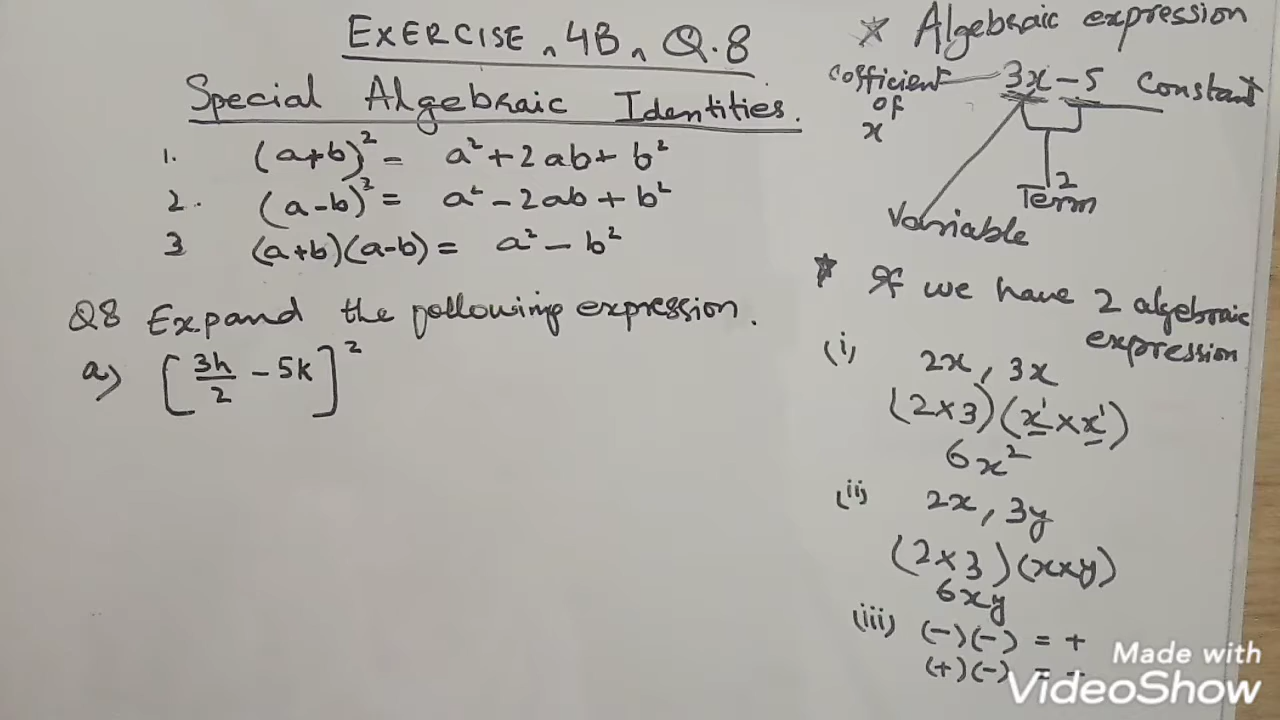 EXERCISE, 4B, Q.8
Special Algebraic Identities.
1. (a+b)² = a² + 2ab + b²
2. (a-b)² = a² - 2ab + b²
3 (a+b)(a-b) = a² - b²
Q8 Expand the following expression.
a) [3h/2 - 5k]²
* Algebraic expression
cofficient of x
3x - 5 Constant
2 Term
Variable
* If we have 2 algebraic
expression
(i) 2x, 3x
(2×3)(x¹×x¹)
6x²
(ii) 2x, 3y
(2×3)(x×y)
6xy
(iii) (-)(-) = +
(+)(-) =
Made with
VideoShow